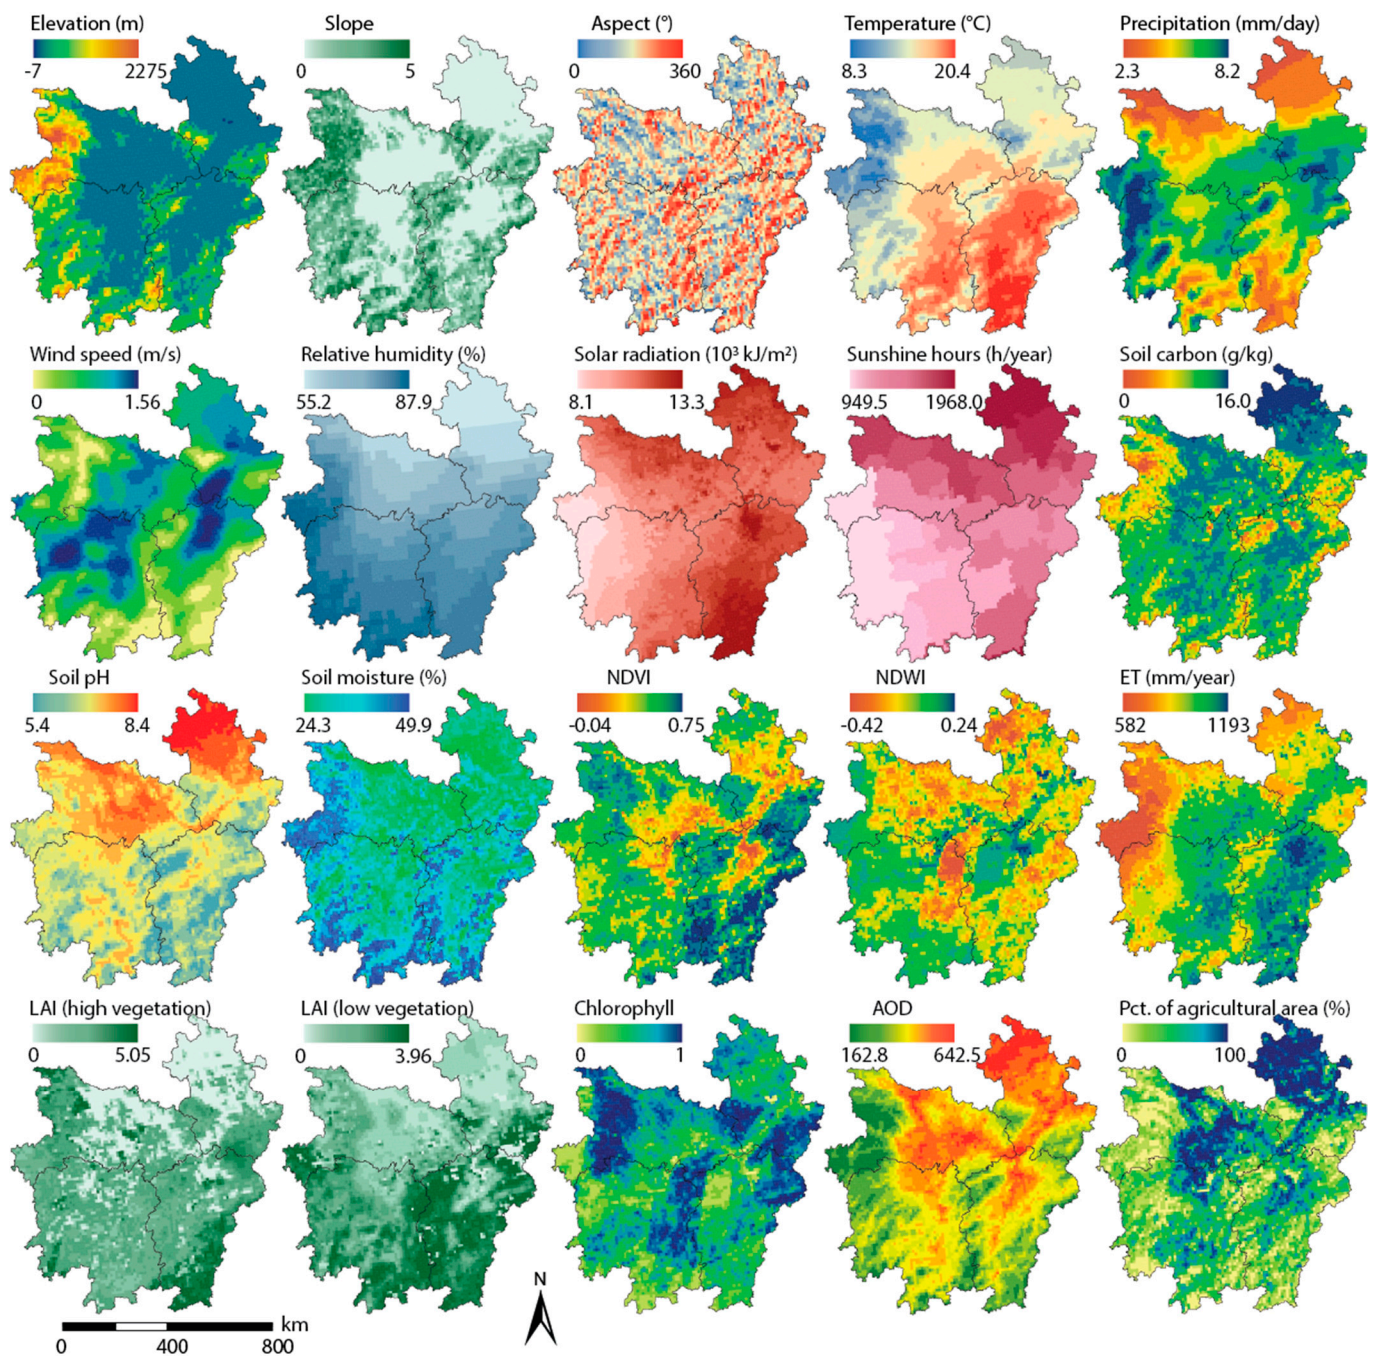 Elevation (m)
-7 2275
Slope
0 5
Aspect (°)
0 360
Temperature (°C)
8.3 20.4
Precipitation (mm/day)
2.3 8.2
Wind speed (m/s)
0 1.56
Relative humidity (%)
55.2 87.9
Solar radiation (10³ kJ/m²)
8.1 13.3
Sunshine hours (h/year)
949.5 1968.0
Soil carbon (g/kg)
0 16.0
Soil pH
5.4 8.4
Soil moisture (%)
24.3 49.9
NDVI
-0.04 0.75
NDWI
-0.42 0.24
ET (mm/year)
582 1193
LAI (high vegetation)
0 5.05
LAI (low vegetation)
0 3.96
Chlorophyll
0 1
AOD
162.8 642.5
Pct. of agricultural area (%)
0 100
N
km
0 400 800